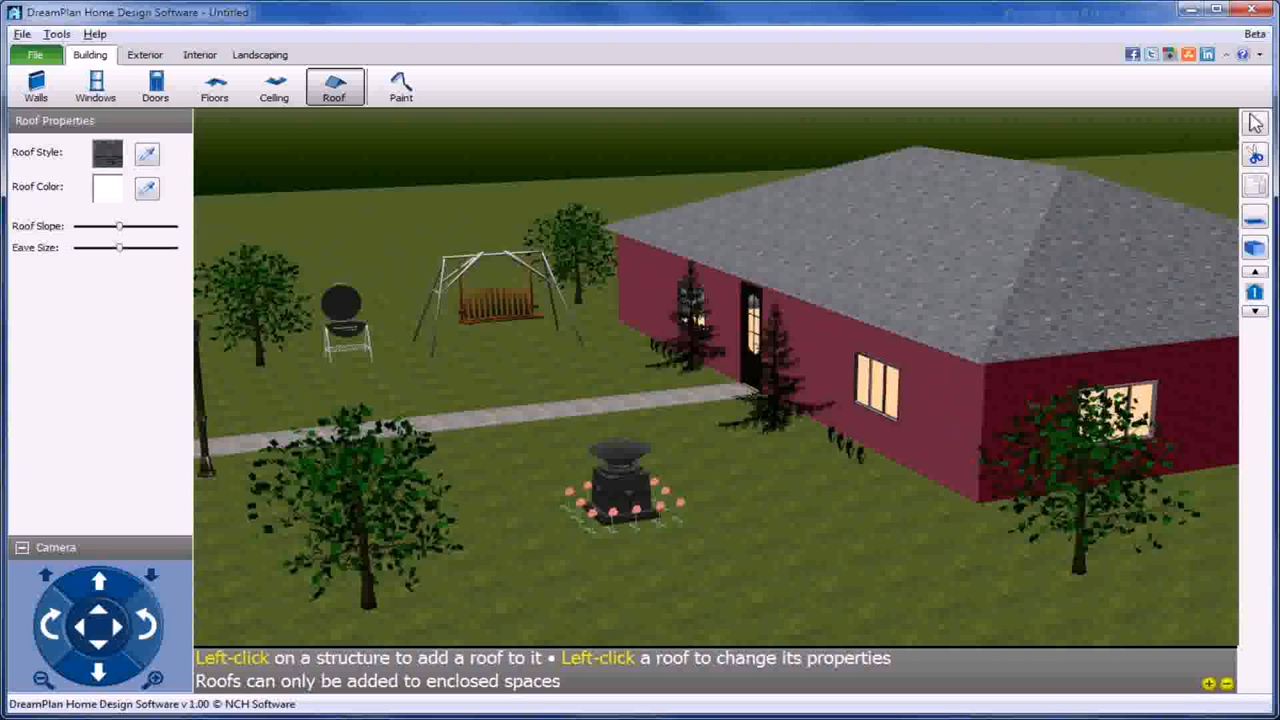 DreamPlan Home Design Software - Untitled
File Tools Help
Beta
File Building Exterior Interior Landscaping
Walls Windows Doors Floors Ceiling Roof Paint
Roof Properties
Roof Style:
Roof Color:
Roof Slope:
Eave Size:
Camera
Left-click on a structure to add a roof to it • Left-click a roof to change its properties
Roofs can only be added to enclosed spaces
DreamPlan Home Design Software v 1.00 © NCH Software